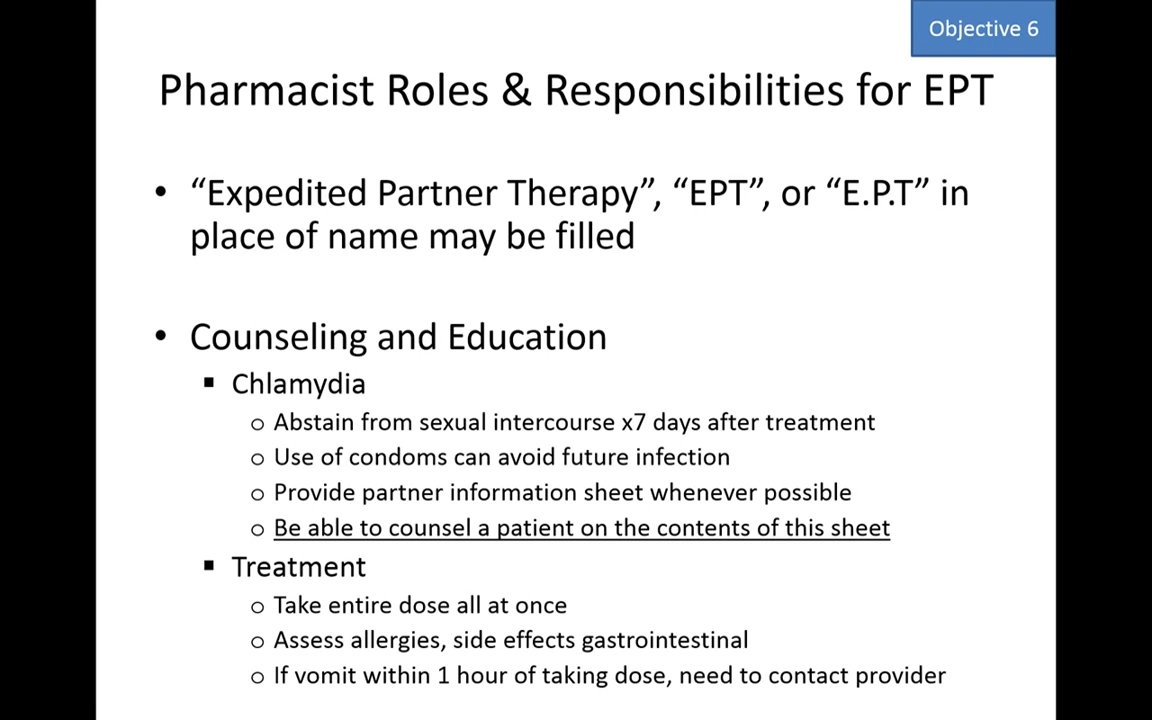 Objective 6
Pharmacist Roles & Responsibilities for EPT
• “Expedited Partner Therapy”, “EPT”, or “E.P.T” in
place of name may be filled
• Counseling and Education
▪ Chlamydia
o Abstain from sexual intercourse x7 days after treatment
o Use of condoms can avoid future infection
o Provide partner information sheet whenever possible
o Be able to counsel a patient on the contents of this sheet
▪ Treatment
o Take entire dose all at once
o Assess allergies, side effects gastrointestinal
o If vomit within 1 hour of taking dose, need to contact provider